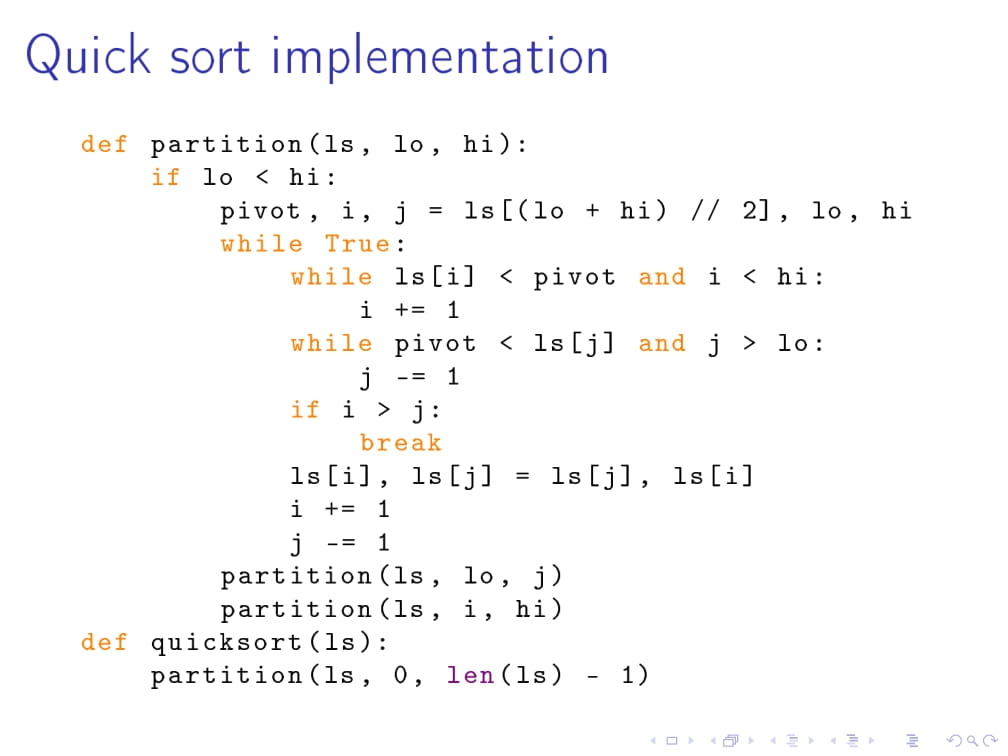 Quick sort implementation
def partition(ls, lo, hi):
    if lo < hi:
        pivot, i, j = ls[(lo + hi) // 2], lo, hi
        while True:
            while ls[i] < pivot and i < hi:
                i += 1
            while pivot < ls[j] and j > lo:
                j -= 1
            if i > j:
                break
            ls[i], ls[j] = ls[j], ls[i]
            i += 1
            j -= 1
        partition(ls, lo, j)
        partition(ls, i, hi)
def quicksort(ls):
    partition(ls, 0, len(ls) - 1)